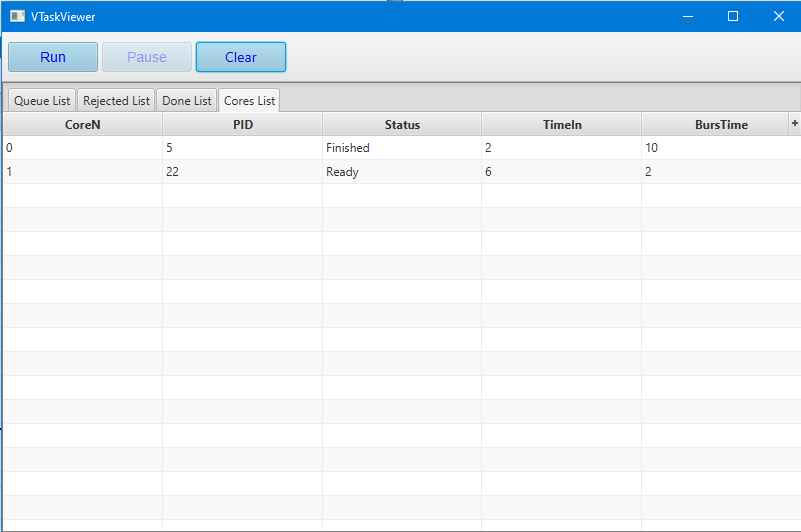 VTaskViewer
Run Pause Clear
Queue List Rejected List Done List Cores List
CoreN PID Status TimeIn BursTime +
0 5 Finished 2 10
1 22 Ready 6 2